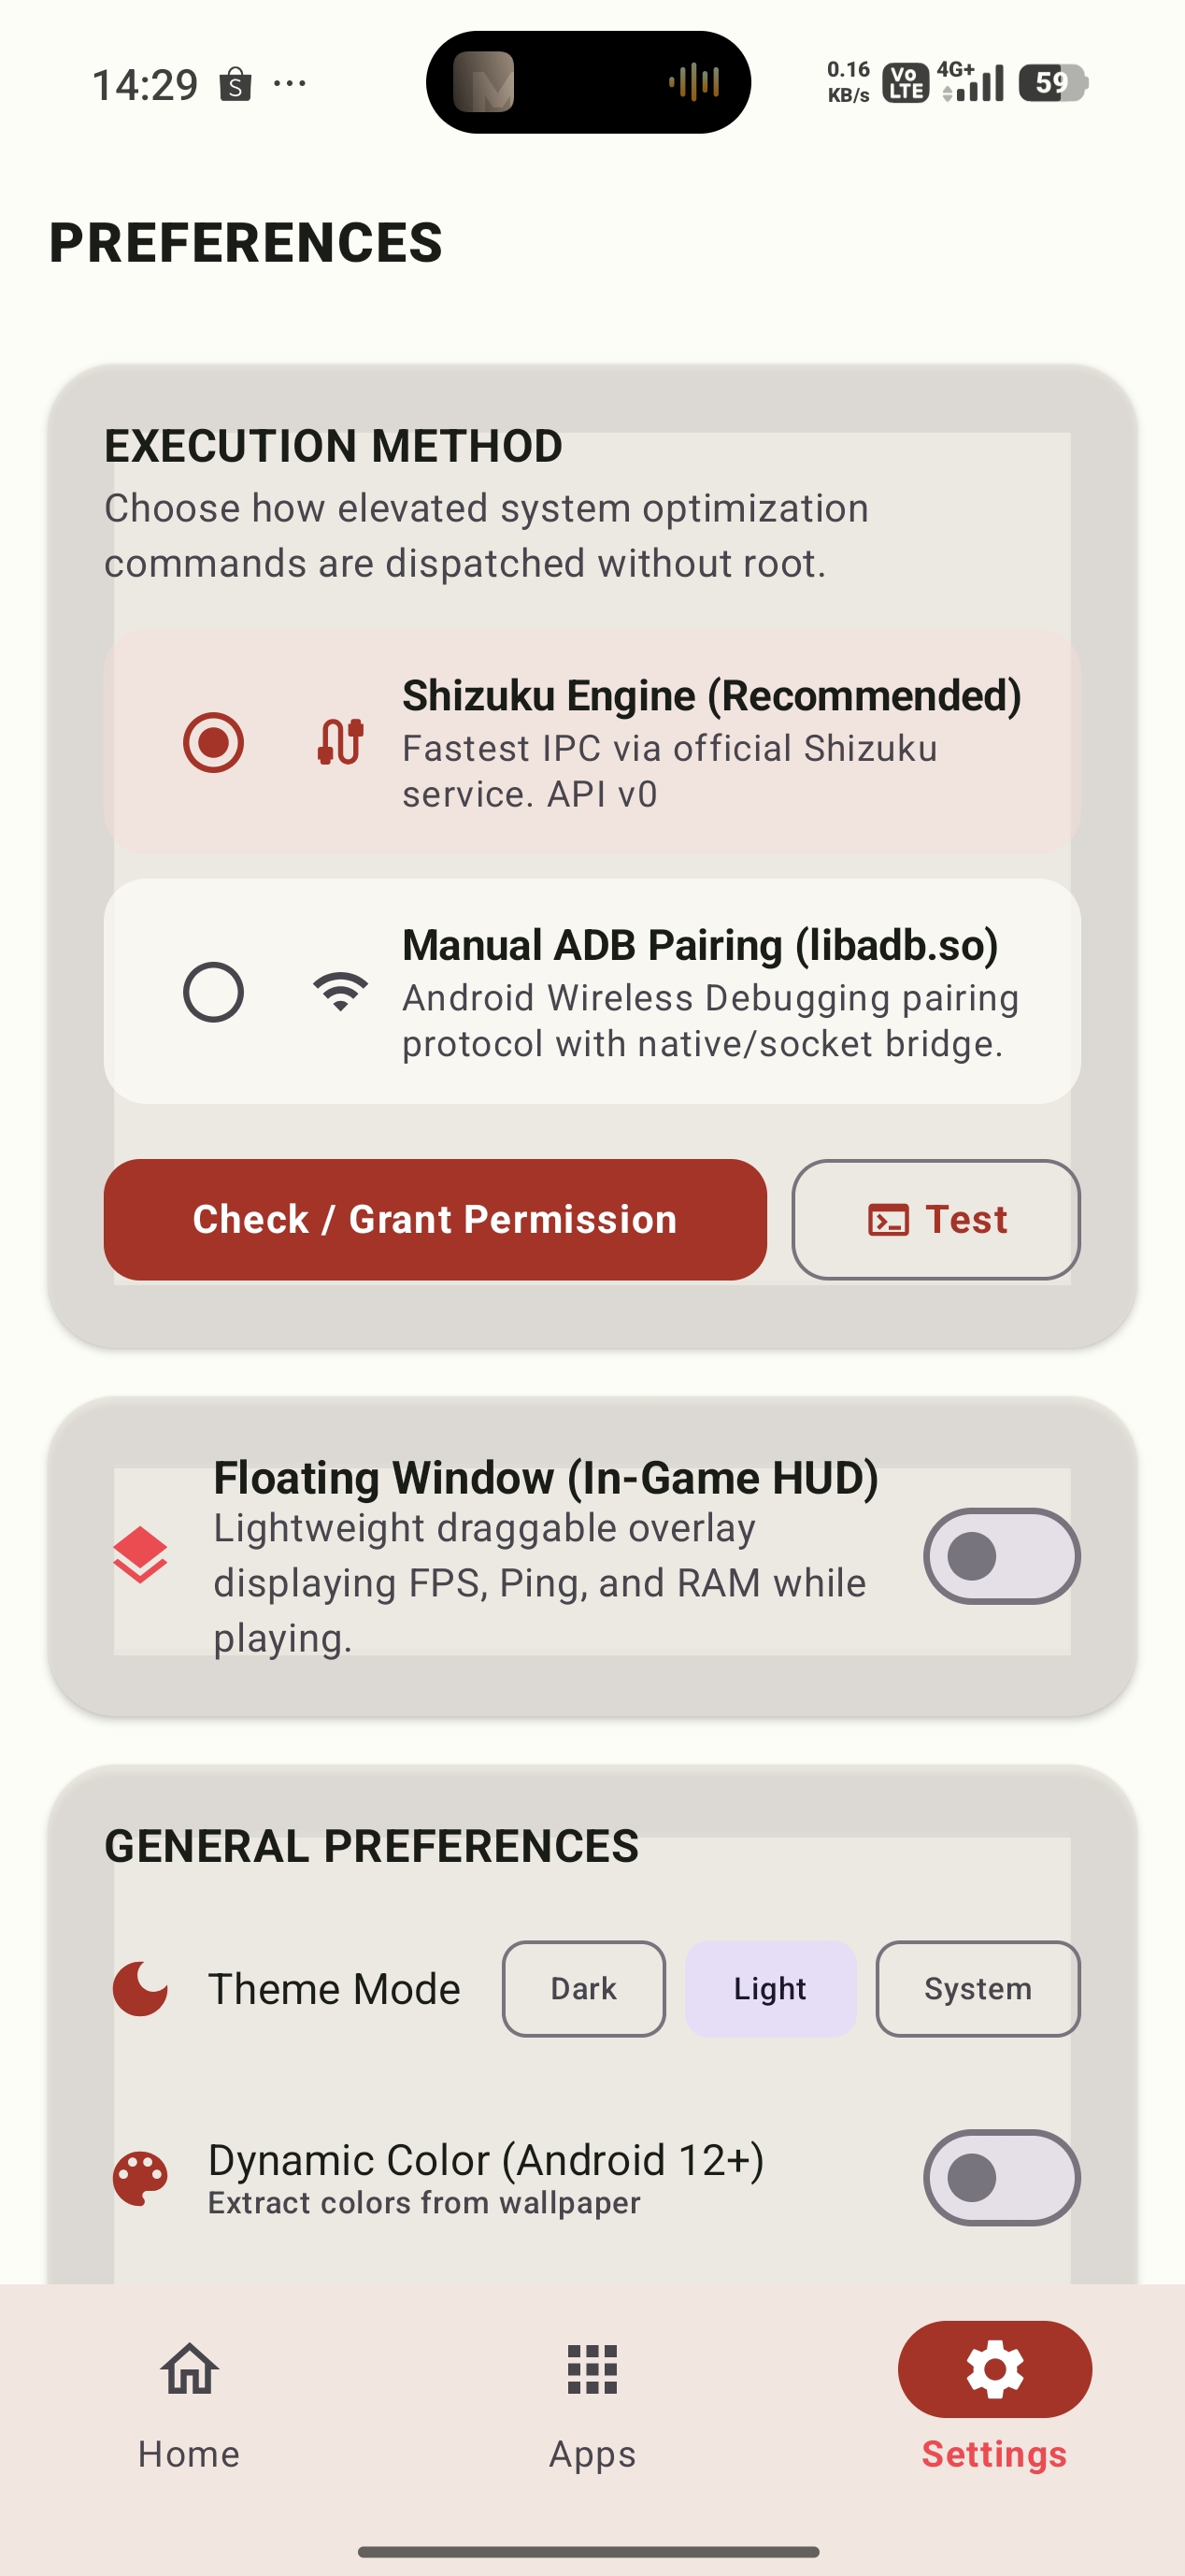 14:29
0.16
KB/s
Vo
LTE
4G+
59
PREFERENCES
EXECUTION METHOD
Choose how elevated system optimization
commands are dispatched without root.
Shizuku Engine (Recommended)
Fastest IPC via official Shizuku
service. API v0
Manual ADB Pairing (libadb.so)
Android Wireless Debugging pairing
protocol with native/socket bridge.
Check / Grant Permission
Test
Floating Window (In-Game HUD)
Lightweight draggable overlay
displaying FPS, Ping, and RAM while
playing.
GENERAL PREFERENCES
Theme Mode
Dark
Light
System
Dynamic Color (Android 12+)
Extract colors from wallpaper
Home
Apps
Settings